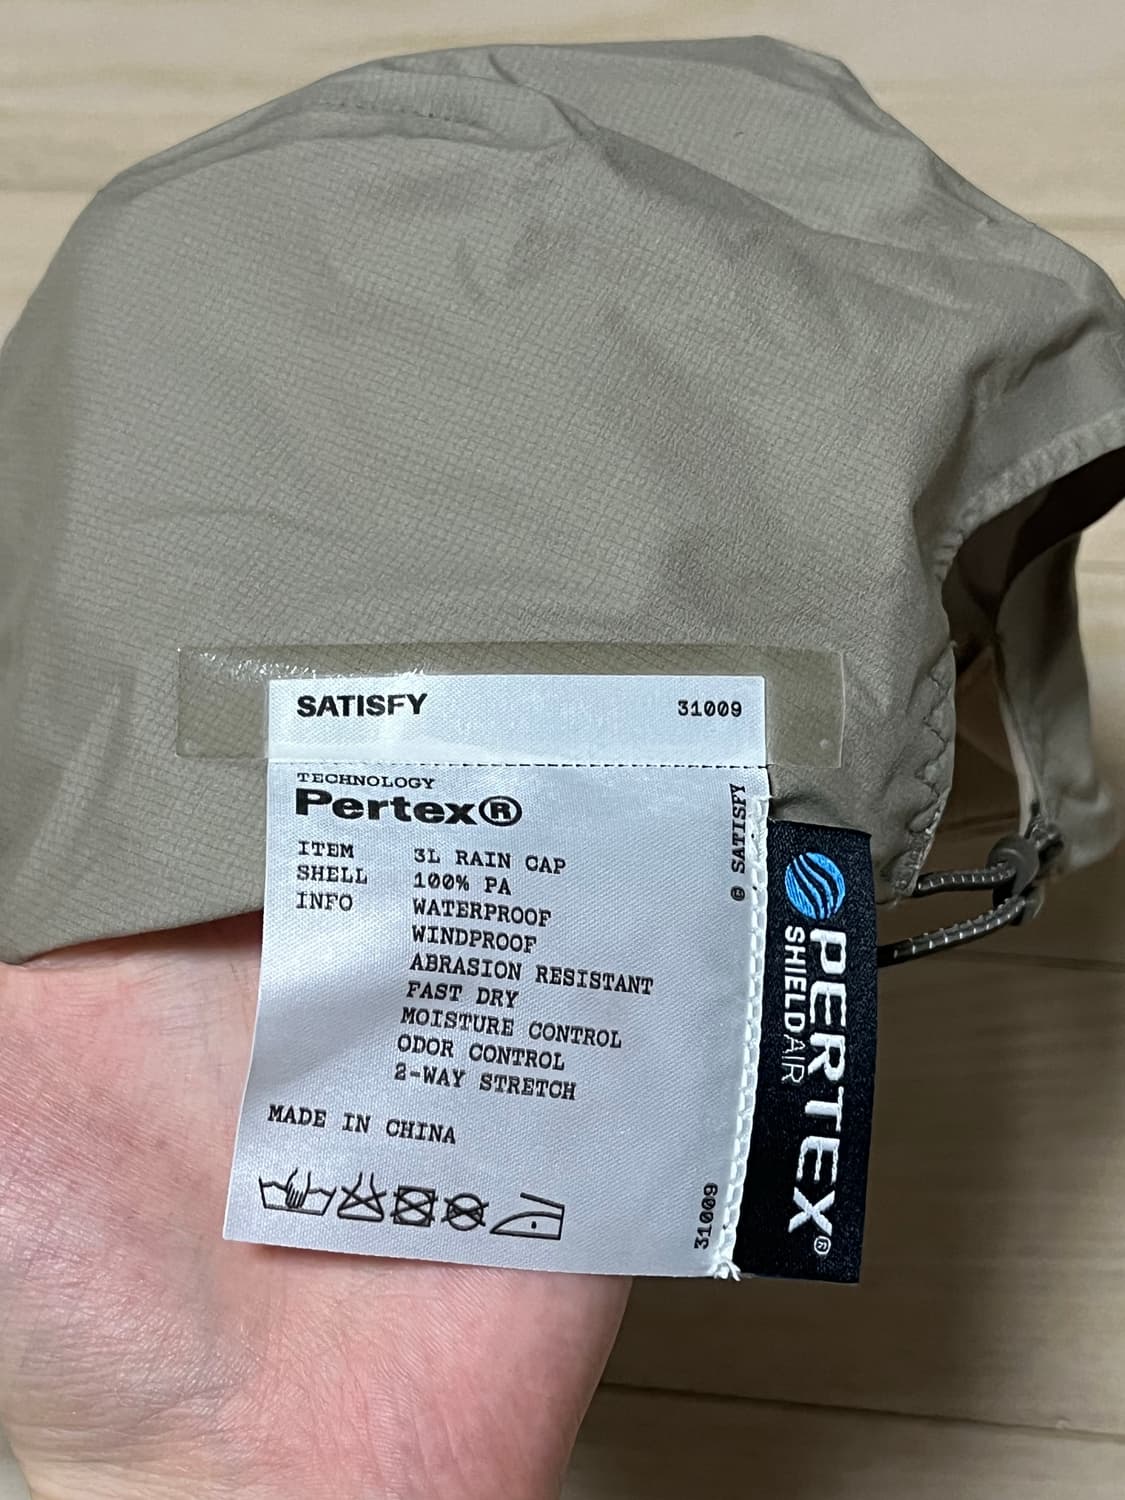 SATISFY 31009
TECHNOLOGY
Pertex®
ITEM 3L RAIN CAP
SHELL 100% PA
INFO WATERPROOF
WINDPROOF
ABRASION RESISTANT
FAST DRY
MOISTURE CONTROL
ODOR CONTROL
2-WAY STRETCH
MADE IN CHINA
© SATISFY
31009
PERTEX®
SHIELDAIR